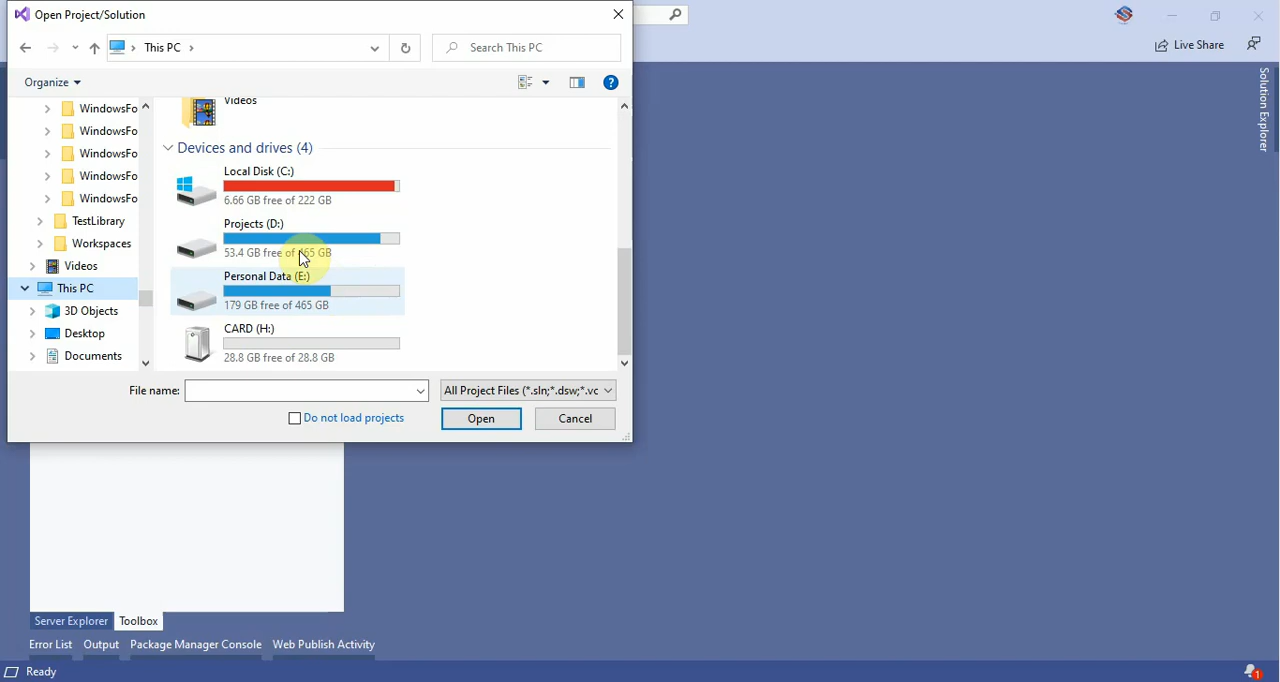 Open Project/Solution
This PC
Search This PC
Live Share
Organize
?
WindowsFo
WindowsFo
WindowsFo
WindowsFo
WindowsFo
TestLibrary
Workspaces
Videos
This PC
3D Objects
Desktop
Documents
Videos
Devices and drives (4)
Local Disk (C:)
6.66 GB free of 222 GB
Projects (D:)
53.4 GB free of 465 GB
Personal Data (E:)
179 GB free of 465 GB
CARD (H:)
28.8 GB free of 28.8 GB
File name:
All Project Files (*.sln;*.dsw;*.vc
Do not load projects
Open
Cancel
Solution Explorer
Server Explorer
Toolbox
Error List
Output
Package Manager Console
Web Publish Activity
Ready
1